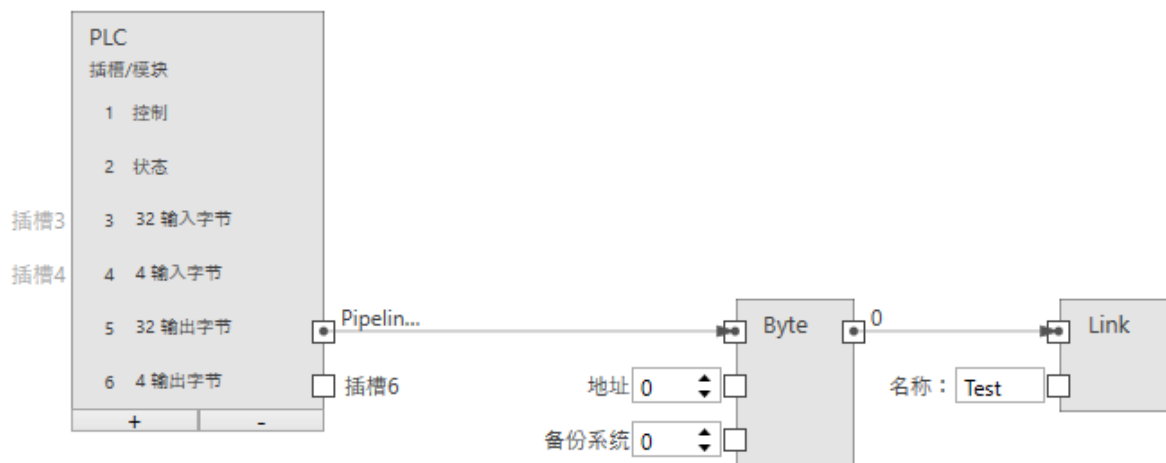 PLC
插槽/模块
1 控制
2 状态
插槽3 3 32 输入字节
插槽4 4 4 输入字节
5 32 输出字节 Pipelin... Byte 0 Link
6 4 输出字节 插槽6 地址 0 名称： Test
+ -
备份系统 0